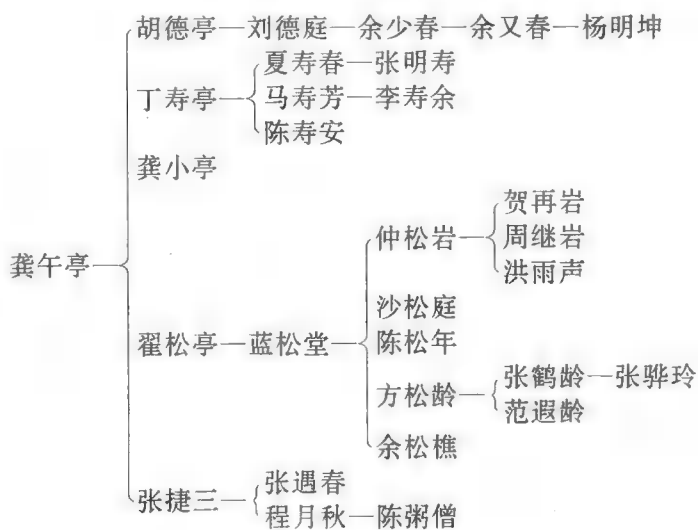 胡德亭—刘德庭—余少春—余又春—杨明坤
夏寿春—张明寿
丁寿亭—马寿芳—李寿余
陈寿安
龚小亭
贺再岩
仲松岩—周继岩
龚午亭—洪雨声
沙松庭
翟松亭—蓝松堂—陈松年
张鹤龄—张骅玲
方松龄—范遐龄
余松樵
张遇春
张捷三—程月秋—陈粥僧